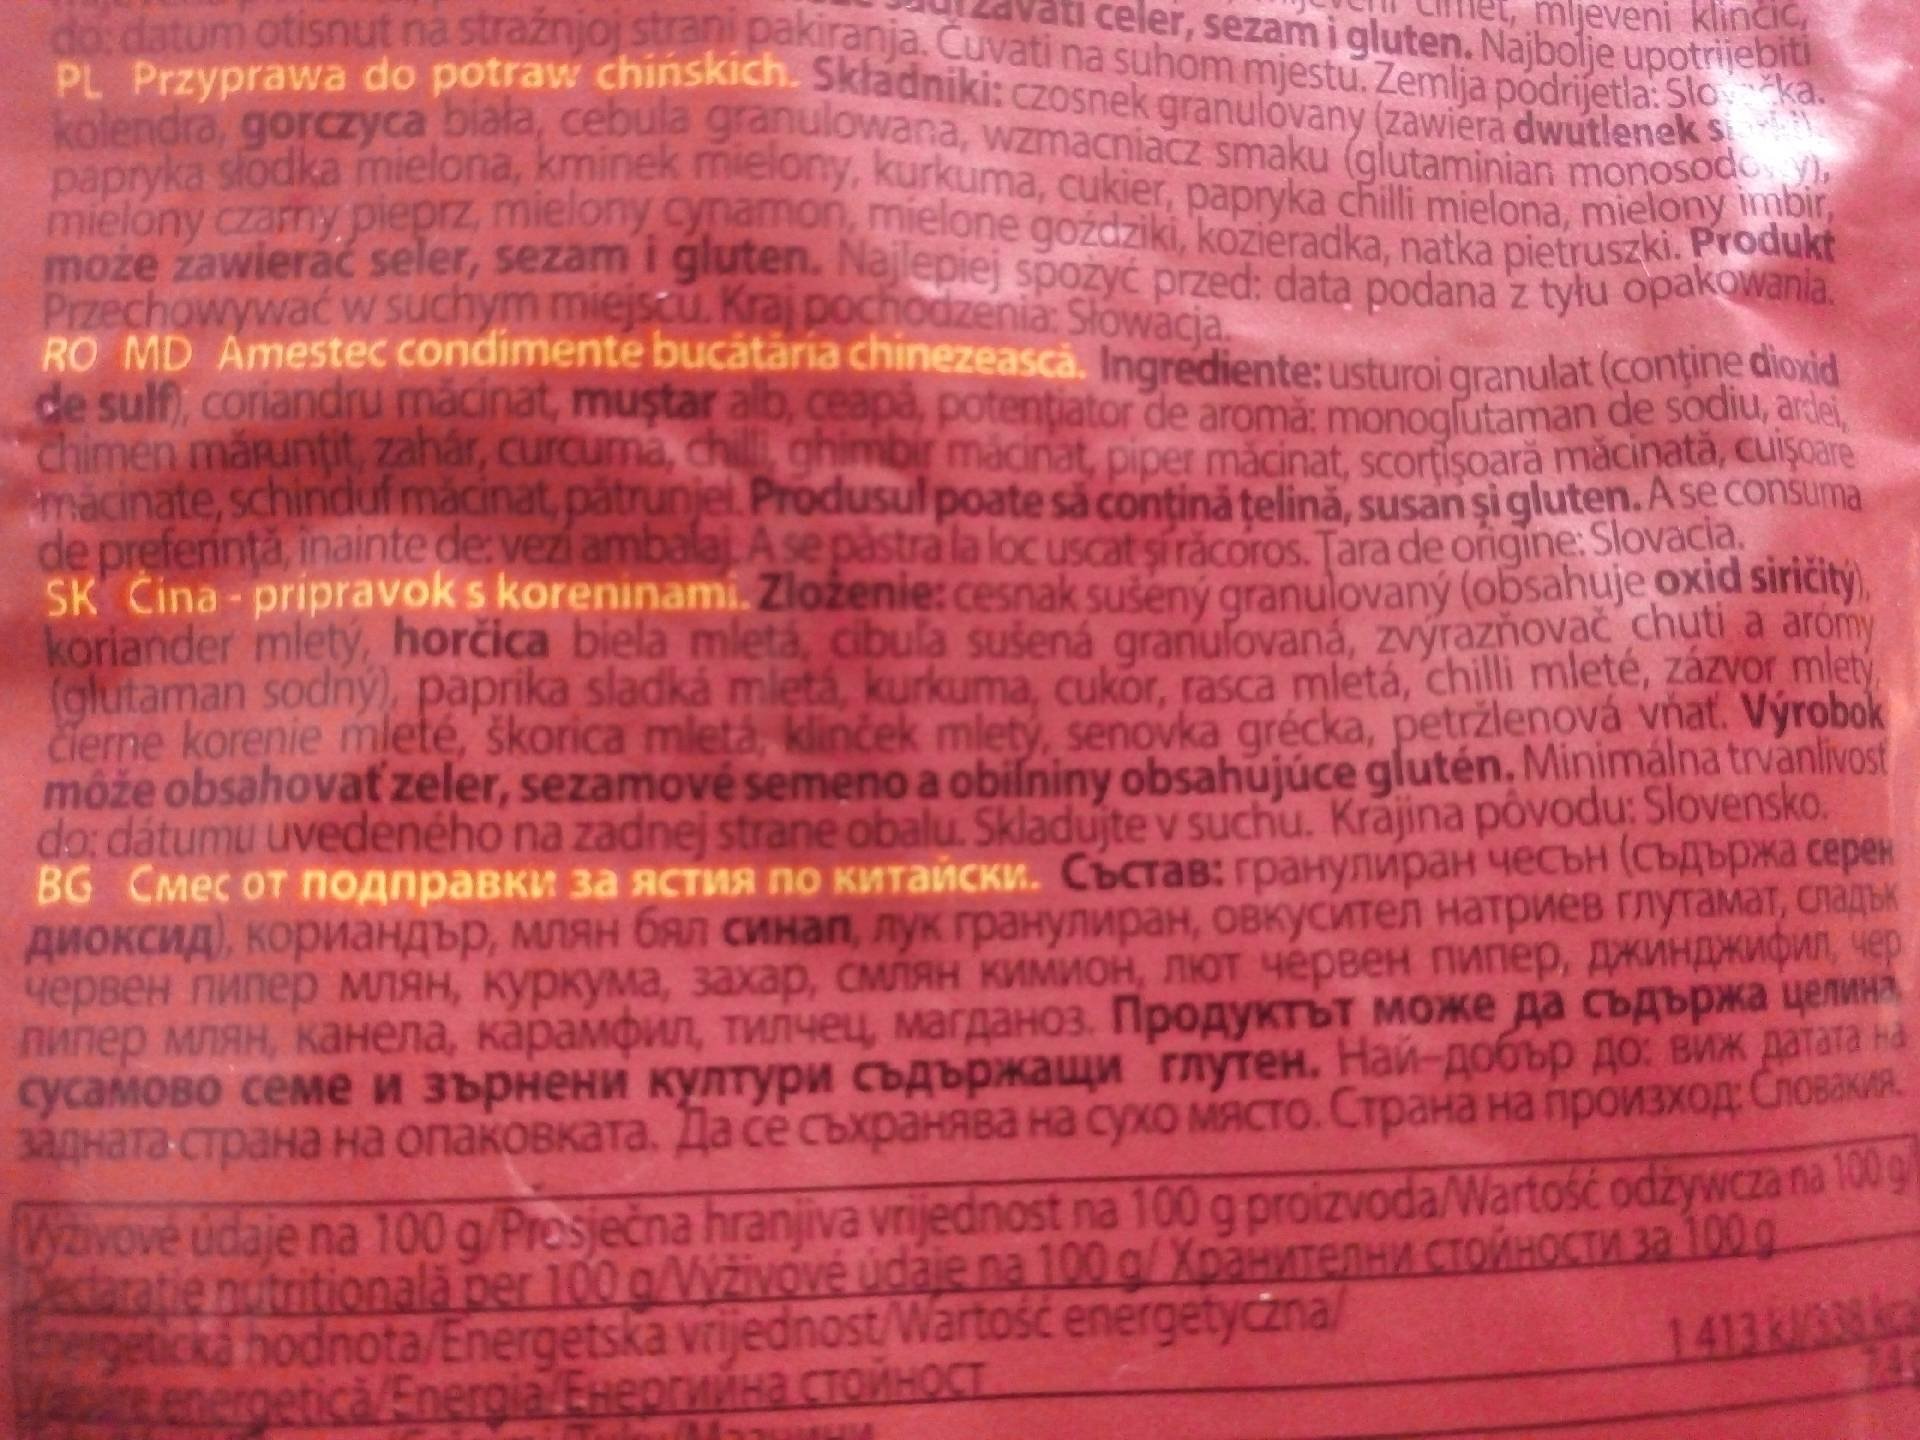 sadržavati celer, sezam i gluten. Najbolje upotrijebiti
mljeveni klinčić,
do: datum otisnut na stražnjoj strani pakiranja. Čuvati na suhom mjestu. Zemlja podrijetla:
PL Przyprawa do potraw chińskich. Składniki: czosnek granulowany (zawiera dwutlenek
kolendra, gorczyca biała, cebula granulowana, wzmacniacz smaku (glutaminian
papryka słodka mielona, kminek mielony, kurkuma, cukier, papryka chilli mielona, mielony imbir,
mielony czarny pieprz, mielony cynamon, mielone goździki, kozieradka, natka pietruszki. Produkt
może zawierać seler, sezam i gluten. Najlepiej spożyć przed: data podana z tyłu opakowania.
Przechowywać w suchym miejscu. Kraj pochodzenia: Słowacja.
RO MD Amestec condimente bucătăria chinezească. Ingrediente: usturoi granulat (conține dioxid
de sulf), coriandru măcinat, muștar alb, ceapă, potențiator de aromă: monoglutaman de sodiu, ardei,
chimen mărunțit, zahăr, curcuma, chilli, ghimbir măcinat, piper măcinat, scorțișoară măcinată, cuișoare
măcinate, schinduf măcinat, pătrunjel. Produsul poate să conțină țelină, susan și gluten. A se consuma
de preferință, înainte de: vezi ambalaj. A se păstra la loc uscat și răcoros. Țara de origine: Slovacia.
SK Čína - prípravok s koreninami. Zloženie: cesnak sušený granulovaný (obsahuje oxid siričitý),
koriander mletý, horčica biela mletá, cibuľa sušená granulovaná, zvýrazňovač chuti a arómy
(glutaman sodný), paprika sladká mletá, kurkuma, cukor, rasca mletá, chilli mleté, zázvor mletý,
čierne korenie mleté, škorica mletá, klinček mletý, senovka grécka, petržlenová vňať. Výrobok
môže obsahovať zeler, sezamové semeno a obilniny obsahujúce glutén. Minimálna trvanlivosť
do: dátumu uvedeného na zadnej strane obalu. Skladujte v suchu. Krajina pôvodu: Slovensko.
BG Смес от подправки за ястия по китайски. Състав: гранулиран чесън (съдържа серен
диоксид), кориандър, млян бял синап, лук гранулиран, овкусител натриев глутамат, сладък
червен пипер млян, куркума, захар, смлян кимион, лют червен пипер, джинджифил, чер
пипер млян, канела, карамфил, тилчец, магданоз. Продуктът може да съдържа целина,
сусамово семе и зърнени култури съдържащи глутен. Най-добър до: виж датата на
задната страна на опаковката. Да се съхранява на сухо място. Страна на произход: Словакия.
Výživové údaje na 100 g/Prosječna hranjiva vrijednost na 100 g proizvoda/Wartość odżywcza na 100 g/
nutritională per 100 g/Výživové údaje na 100 g/ Хранителни стойности за 100 g
hodnota/Energetska vrijednost/Wartość energetyczna/
energetică/Energia/Енергийна стойност
1 413 kJ/338